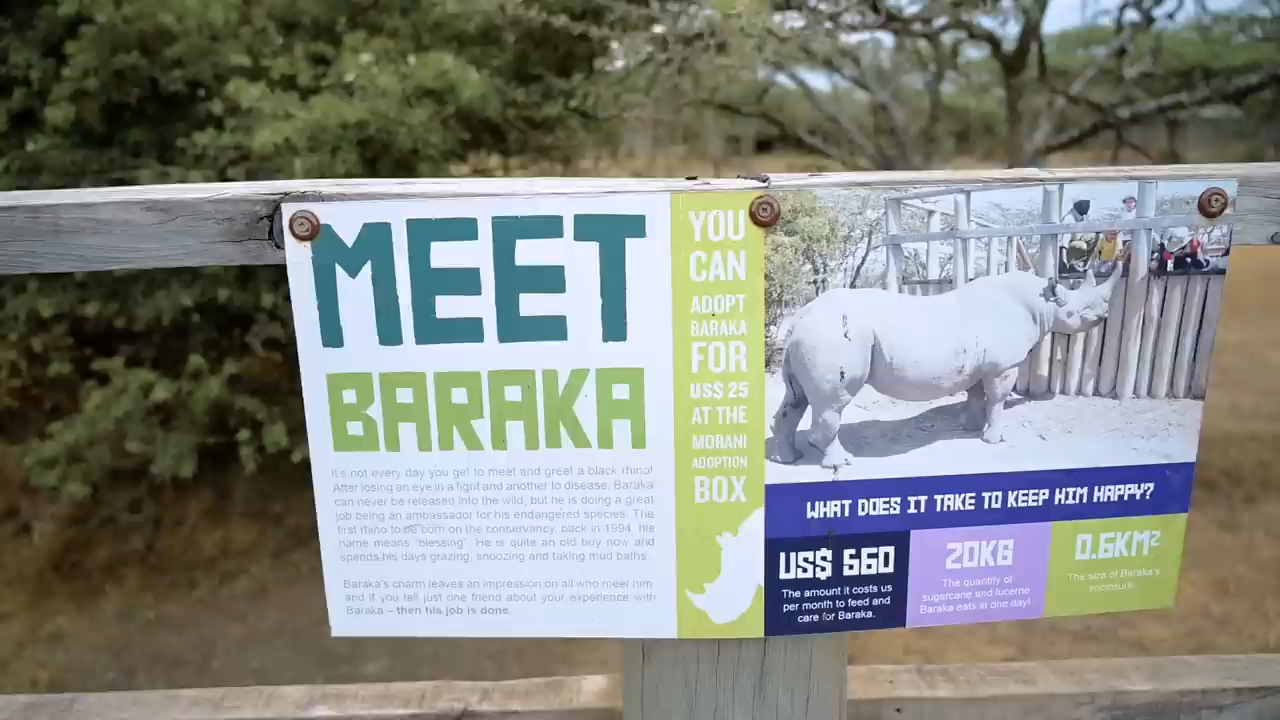 MEET
BARAKA
It's not every day you get to meet and greet a black rhino!
After losing an eye in a fight and another to disease, Baraka
can never be released into the wild, but he is doing a great
job being an ambassador for his endangered species. The
first rhino to be born on the conservancy, back in 1994, his
name means "blessing". He is quite an old boy now and
spends his days grazing, snoozing and taking mud baths.
Baraka's charm leaves an impression on all who meet him
and if you tell just one friend about your experience with
Baraka – then his job is done
YOU
CAN
ADOPT
BARAKA
FOR
US$ 25
AT THE
MORANI
ADOPTION
BOX
WHAT DOES IT TAKE TO KEEP HIM HAPPY?
US$ 560
The amount it costs us
per month to feed and
care for Baraka.
20KG
The quantity of
sugarcane and lucerne
Baraka eats in one day!
0.6KM²
The size of Baraka's
enclosure.